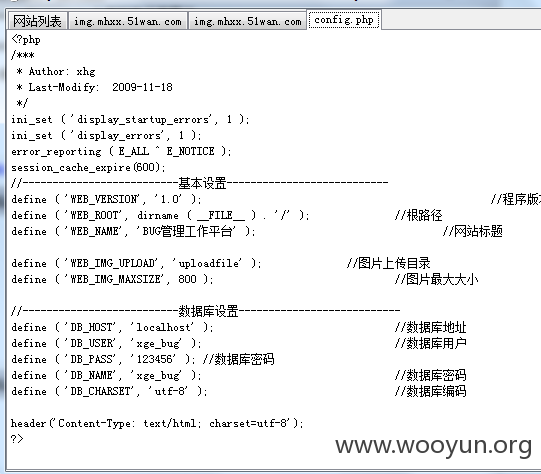 网站列表 img.mhxx.51wan.com img.mhxx.51wan.com config.php
<?php
/***
 * Author: xhg
 * Last-Modify:  2009-11-18
 */
ini_set ( 'display_startup_errors', 1 );
ini_set ( 'display_errors', 1 );
error_reporting ( E_ALL ^ E_NOTICE );
session_cache_expire(600);
//--------------------------基本设置---------------------------
define ( 'WEB_VERSION', '1.0' ); //程序版本
define ( 'WEB_ROOT', dirname ( __FILE__ ) . '/' ); //根路径
define ( 'WEB_NAME', 'BUG管理工作平台' ); //网站标题
define ( 'WEB_IMG_UPLOAD', 'uploadfile' ); //图片上传目录
define ( 'WEB_IMG_MAXSIZE', 800 ); //图片最大大小
//--------------------------数据库设置---------------------------
define ( 'DB_HOST', 'localhost' ); //数据库地址
define ( 'DB_USER', 'xge_bug' ); //数据库用户
define ( 'DB_PASS', '123456' ); //数据库密码
define ( 'DB_NAME', 'xge_bug' ); //数据库密码
define ( 'DB_CHARSET', 'utf-8' ); //数据库编码
header('Content-Type: text/html; charset=utf-8');
?>
www.wooyun.org